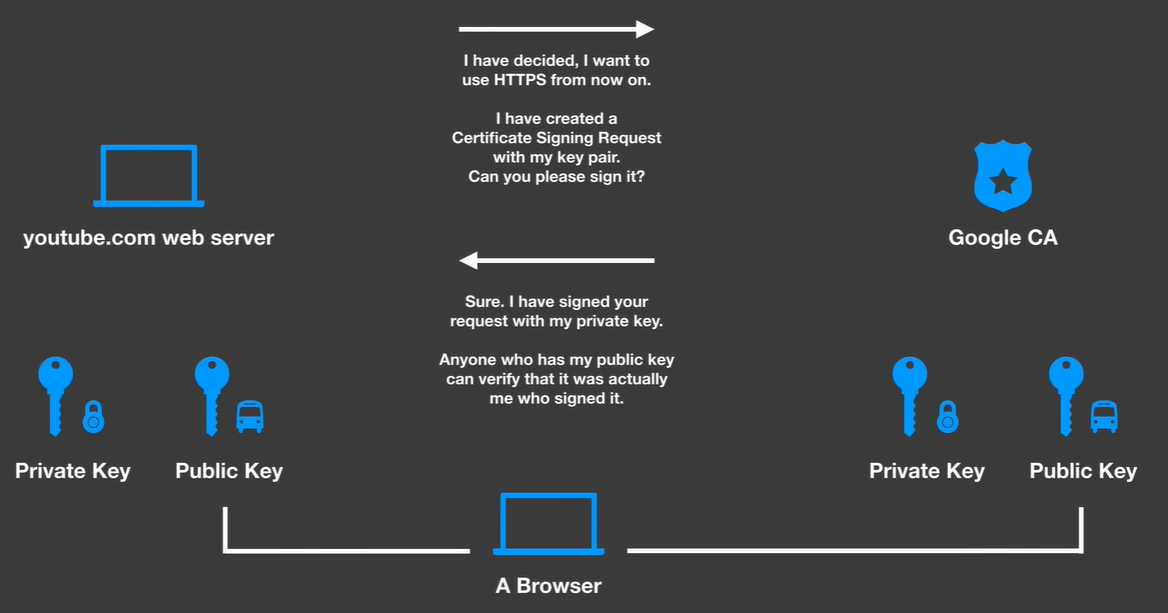 I have decided, I want to
use HTTPS from now on.
I have created a
Certificate Signing Request
with my key pair.
Can you please sign it?
youtube.com web server
Google CA
Sure. I have signed your
request with my private key.
Anyone who has my public key
can verify that it was actually
me who signed it.
Private Key
Public Key
Private Key
Public Key
A Browser